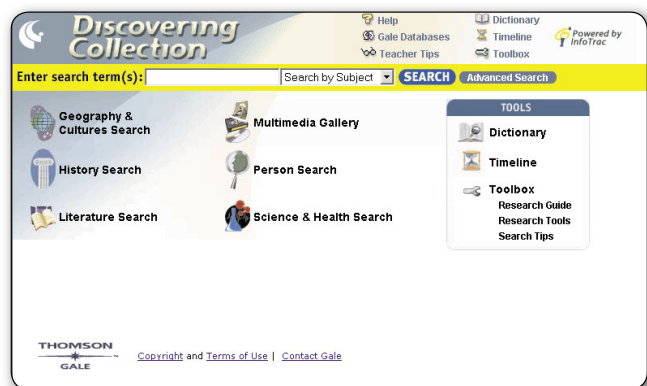 Discovering
Collection
Help
Gale Databases
Teacher Tips
Dictionary
Timeline
Toolbox
Powered by
InfoTrac
Enter search term(s):
Search by Subject
SEARCH
Advanced Search
Geography &
Cultures Search
Multimedia Gallery
History Search
Person Search
Literature Search
Science & Health Search
TOOLS
Dictionary
Timeline
Toolbox
Research Guide
Research Tools
Search Tips
THOMSON
GALE
Copyright and Terms of Use | Contact Gale